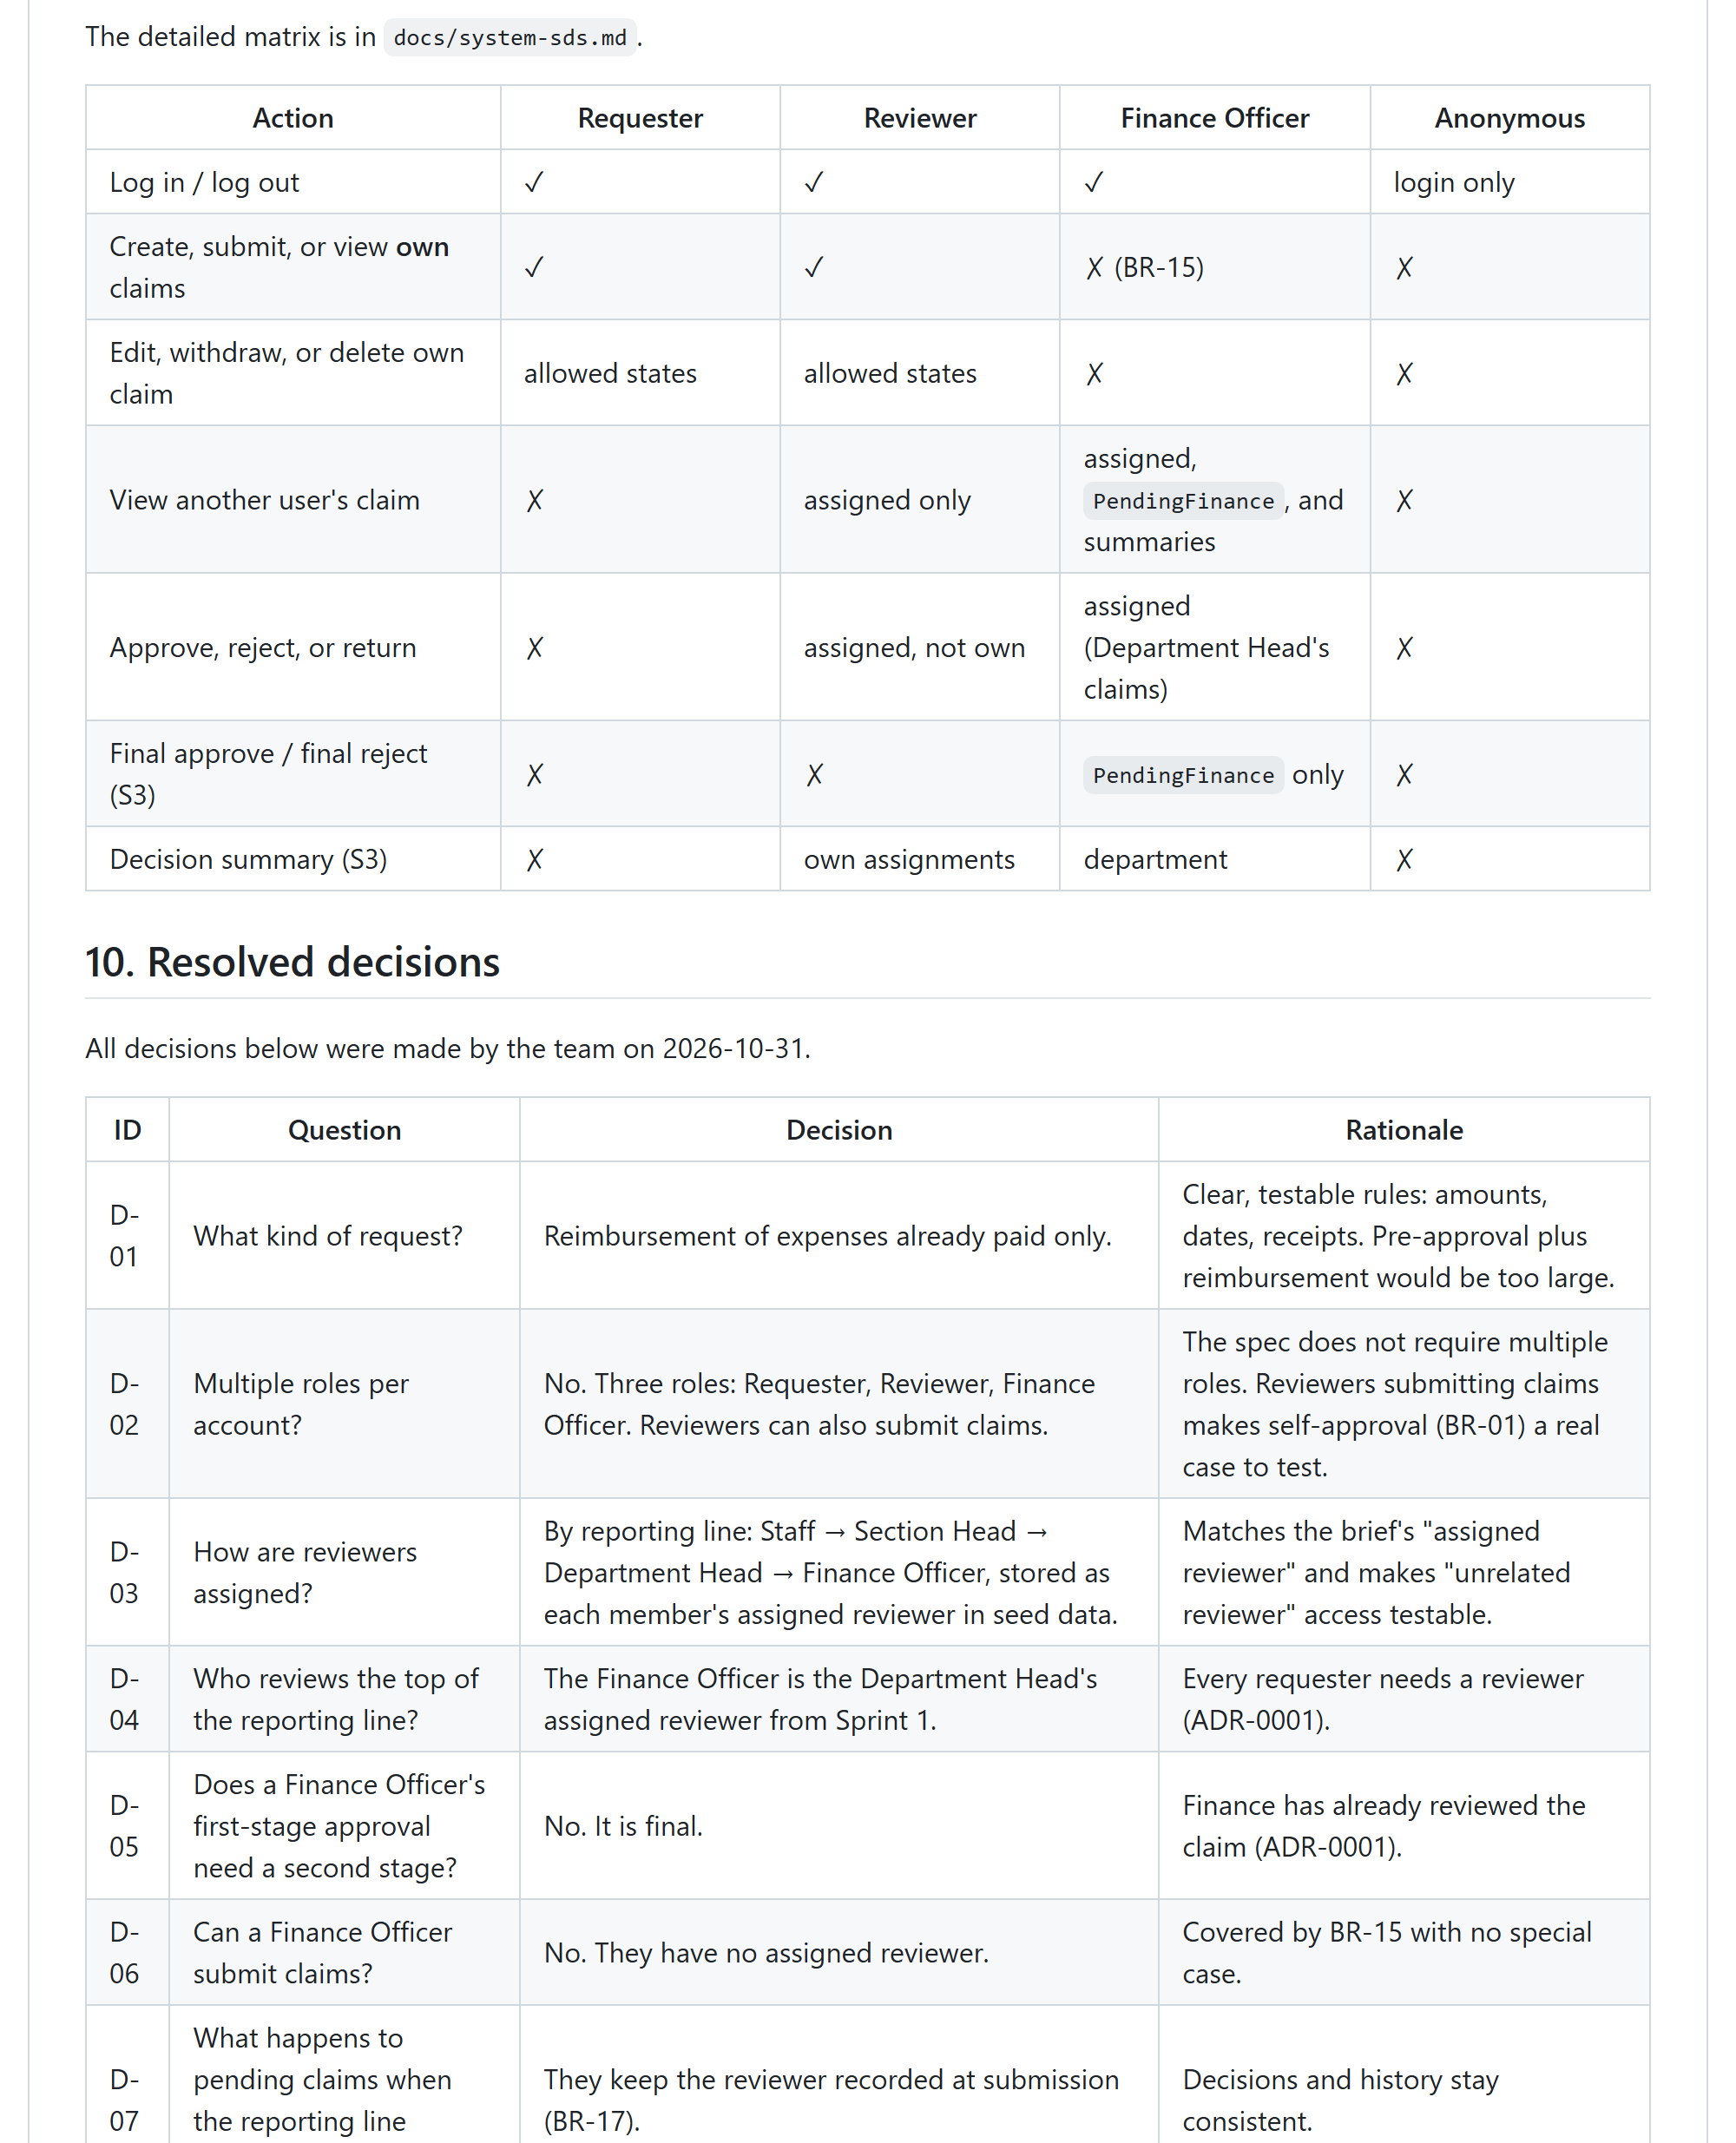 The detailed matrix is in docs/system-sds.md.
Action Requester Reviewer Finance Officer Anonymous
Log in / log out ✓ ✓ ✓ login only
Create, submit, or view own
claims
✓ ✓ ✗ (BR-15) ✗
Edit, withdraw, or delete own
claim
allowed states allowed states ✗ ✗
View another user's claim ✗ assigned only
assigned,
PendingFinance, and
summaries
✗
Approve, reject, or return ✗ assigned, not own
assigned
(Department Head's
claims)
✗
Final approve / final reject
(S3)
✗ ✗ PendingFinance only ✗
Decision summary (S3) ✗ own assignments department ✗
10. Resolved decisions
All decisions below were made by the team on 2026-10-31.
ID Question Decision Rationale
D-
01
What kind of request?
Reimbursement of expenses already paid only.
Clear, testable rules: amounts,
dates, receipts. Pre-approval plus
reimbursement would be too large.
D-
02
Multiple roles per
account?
No. Three roles: Requester, Reviewer, Finance
Officer. Reviewers can also submit claims.
The spec does not require multiple
roles. Reviewers submitting claims
makes self-approval (BR-01) a real
case to test.
D-
03
How are reviewers
assigned?
By reporting line: Staff → Section Head →
Department Head → Finance Officer, stored as
each member's assigned reviewer in seed data.
Matches the brief's "assigned
reviewer" and makes "unrelated
reviewer" access testable.
D-
04
Who reviews the top of
the reporting line?
The Finance Officer is the Department Head's
assigned reviewer from Sprint 1.
Every requester needs a reviewer
(ADR-0001).
D-
05
Does a Finance Officer's
first-stage approval
need a second stage?
No. It is final.
Finance has already reviewed the
claim (ADR-0001).
D-
06
Can a Finance Officer
submit claims?
No. They have no assigned reviewer.
Covered by BR-15 with no special
case.
D-
07
What happens to
pending claims when
the reporting line
They keep the reviewer recorded at submission
(BR-17).
Decisions and history stay
consistent.